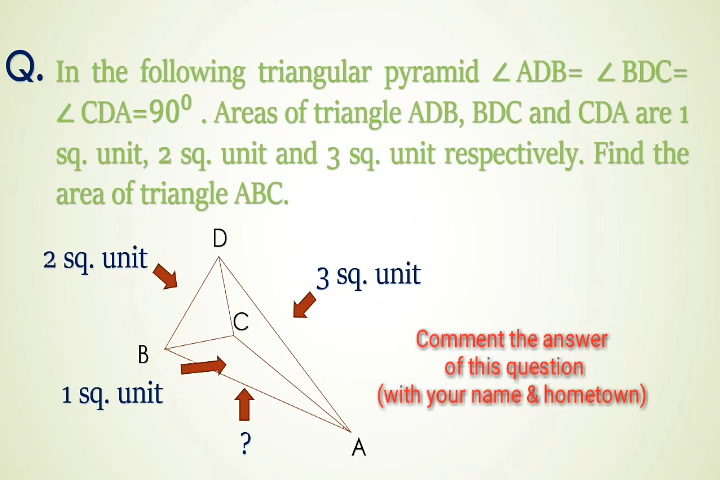 Q. In the following triangular pyramid ∠ ADB= ∠ BDC=
∠ CDA=90⁰ . Areas of triangle ADB, BDC and CDA are 1
sq. unit, 2 sq. unit and 3 sq. unit respectively. Find the
area of triangle ABC.
D
2 sq. unit
3 sq. unit
C
B
Comment the answer
of this question
(with your name & hometown)
1 sq. unit
?
A